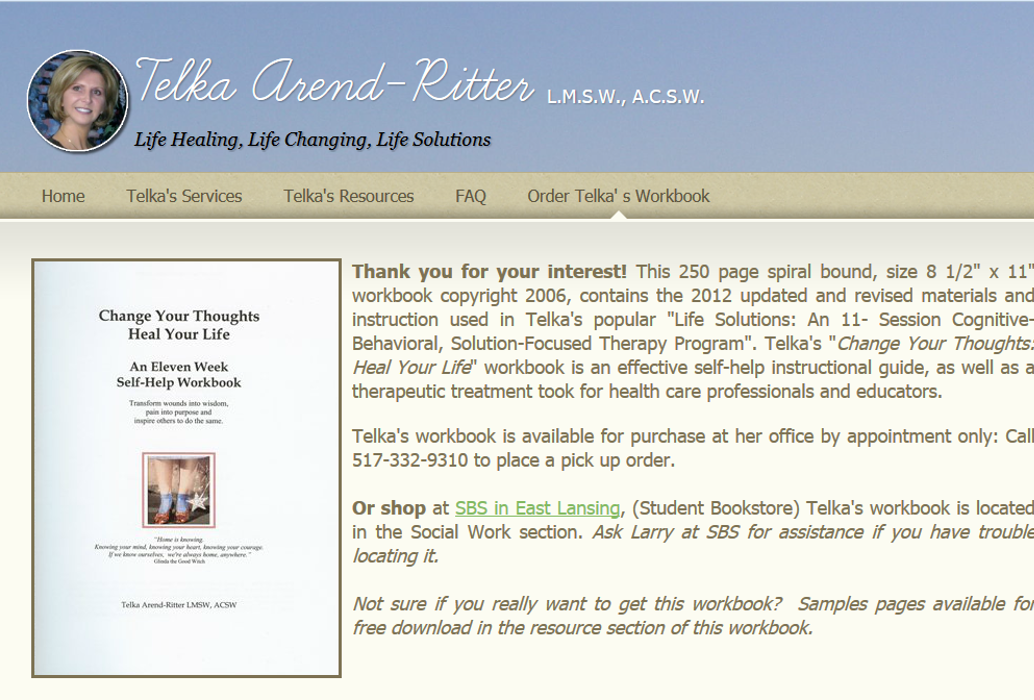 Telka Arend-Ritter L.M.S.W., A.C.S.W.
Life Healing, Life Changing, Life Solutions
Home Telka's Services Telka's Resources FAQ Order Telka' s Workbook
Change Your Thoughts
Heal Your Life
An Eleven Week
Self-Help Workbook
Transform wounds into wisdom,
pain into purpose and
inspire others to do the same.
"Home is knowing.
Knowing your mind, knowing your heart, knowing your courage.
If we know ourselves, we're always home, anywhere."
Glinda the Good Witch
Telka Arend-Ritter LMSW, ACSW
Thank you for your interest! This 250 page spiral bound, size 8 1/2" x 11"
workbook copyright 2006, contains the 2012 updated and revised materials and
instruction used in Telka's popular "Life Solutions: An 11- Session Cognitive-
Behavioral, Solution-Focused Therapy Program". Telka's "Change Your Thoughts:
Heal Your Life" workbook is an effective self-help instructional guide, as well as a
therapeutic treatment took for health care professionals and educators.
Telka's workbook is available for purchase at her office by appointment only: Call
517-332-9310 to place a pick up order.
Or shop at SBS in East Lansing, (Student Bookstore) Telka's workbook is located
in the Social Work section. Ask Larry at SBS for assistance if you have trouble
locating it.
Not sure if you really want to get this workbook? Samples pages available for
free download in the resource section of this workbook.